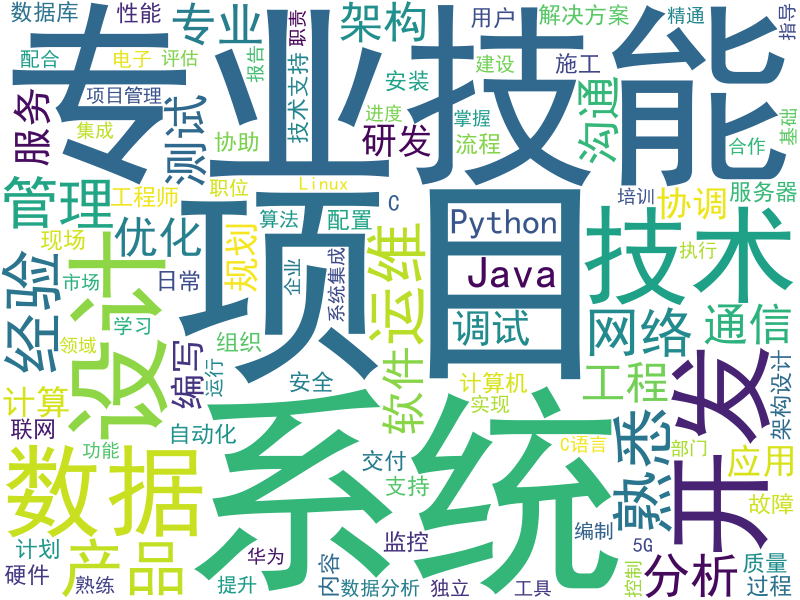 数据库
性能
专业
架构
用户
解决方案
精通
指导
配合
电子
评估
报告
职责
技术支持
安装
建设
施工
专业技能
项目管理
服务
测试
集成
协助
进度
掌握
研发
流程
沟通
合作
基础
管理
工程师
职位
Linux
算法
配置
C
Python
培训
协调
服务器
现场
优化
规划
项目
运维
技术
执行
经验
市场
日常
企业
系统集成
Java
设计
学习
组织
调试
网络
通信
领域
编写
运行
安全
软件
计算机
工程
开发
架构设计
计算
联网
自动化
系统
实现
C语言
熟悉
部门
应用
数据
功能
交付
支持
故障
计划
产品
华为
监控
编制
5G
分析
质量
硬件
熟练
提升
内容
数据分析
独立
工具
控制
过程